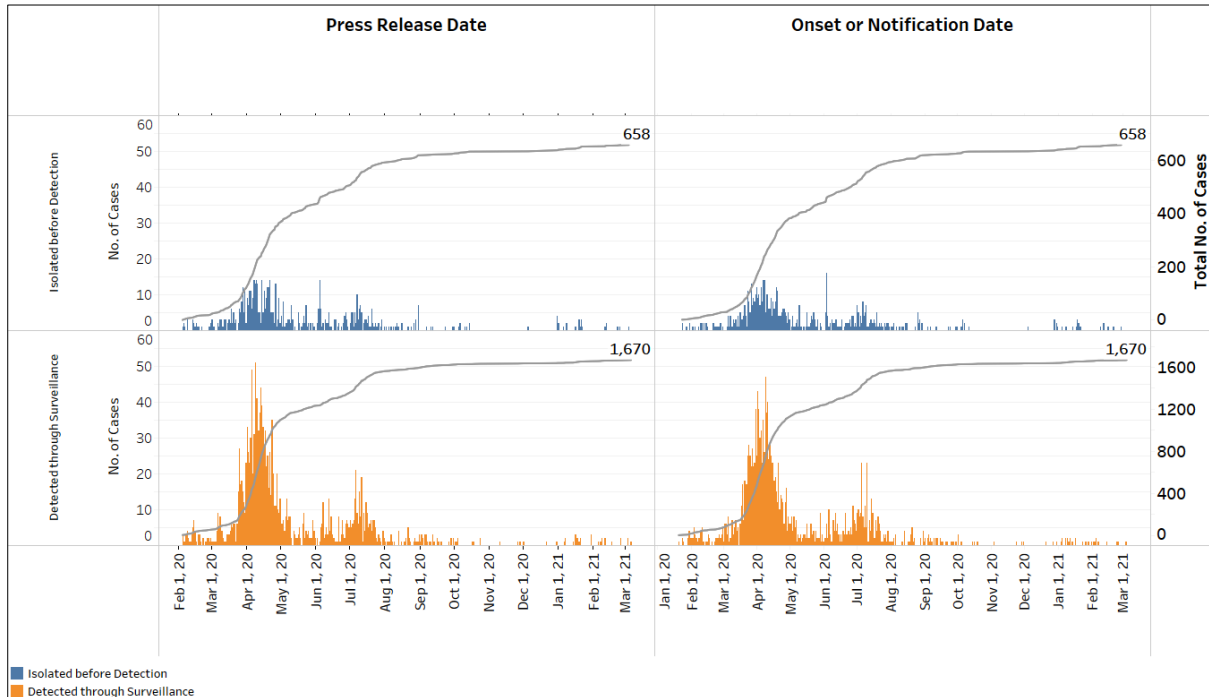 Press Release Date
Onset or Notification Date
Isolated before Detection
No. of Cases
60
50
40
30
20
10
0
658
658
600
400
200
0
Total No. of Cases
Detected through Surveillance
No. of Cases
60
50
40
30
20
10
0
1,670
1,670
1600
1200
800
400
0
Feb 1, 20
Mar 1, 20
Apr 1, 20
May 1, 20
Jun 1, 20
Jul 1, 20
Aug 1, 20
Sep 1, 20
Oct 1, 20
Nov 1, 20
Dec 1, 20
Jan 1, 21
Feb 1, 21
Mar 1, 21
Jan 1, 20
Feb 1, 20
Mar 1, 20
Apr 1, 20
May 1, 20
Jun 1, 20
Jul 1, 20
Aug 1, 20
Sep 1, 20
Oct 1, 20
Nov 1, 20
Dec 1, 20
Jan 1, 21
Feb 1, 21
Mar 1, 21
Isolated before Detection
Detected through Surveillance